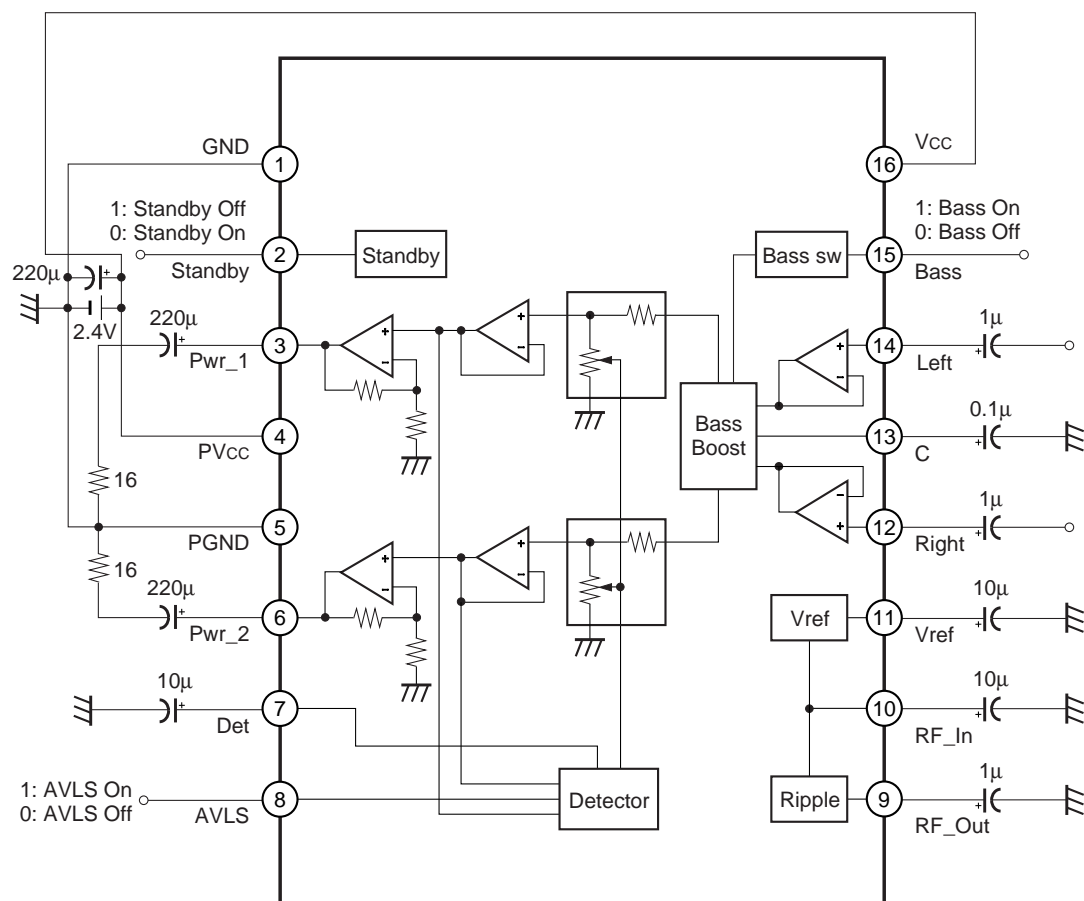 GND
1
VCC
16
1: Standby Off
0: Standby On
Standby
2
Standby
Bass sw
15
1: Bass On
0: Bass Off
Bass
220μ
+
2.4V
220μ
+
Pwr_1
3
+
−
+
−
+
−
14
Left
1μ
+
4
PVCC
16
Bass
Boost
13
C
0.1μ
+
5
PGND
16
−
+
12
Right
1μ
+
220μ
+
6
Pwr_2
+
−
+
−
Vref
11
Vref
10μ
+
10μ
+
7
Det
10
RF_In
10μ
+
1: AVLS On
0: AVLS Off
8
AVLS
Detector
Ripple
9
RF_Out
1μ
+